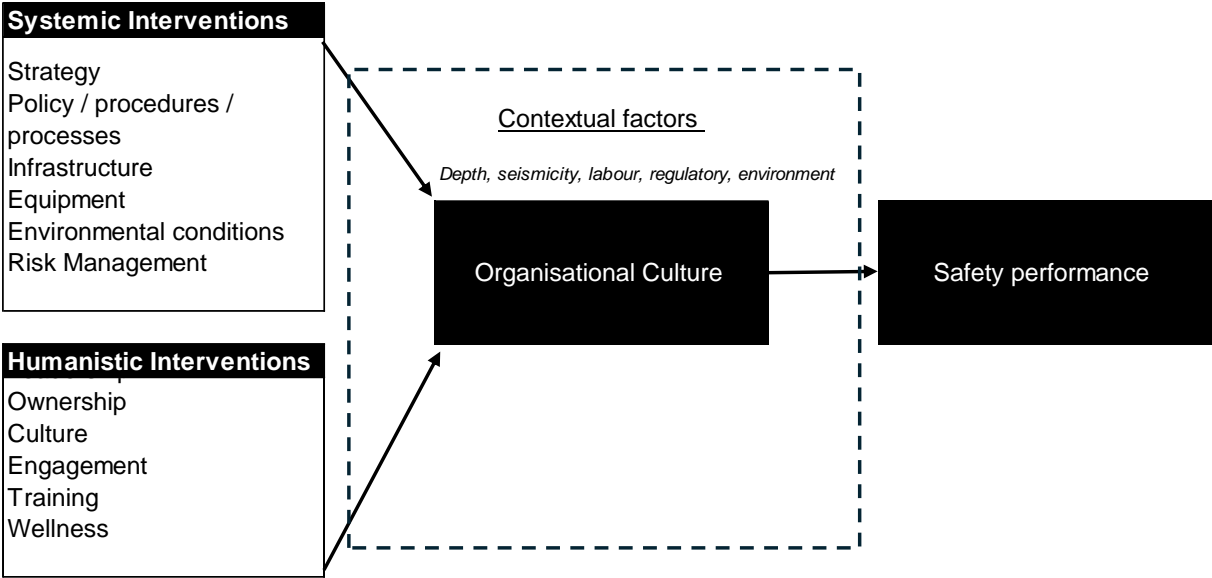 Systemic Interventions
Strategy
Policy / procedures /
processes
Infrastructure
Equipment
Environmental conditions
Risk Management
Contextual factors
Depth, seismicity, labour, regulatory, environment
Organisational Culture
Safety performance
Humanistic Interventions
Ownership
Culture
Engagement
Training
Wellness